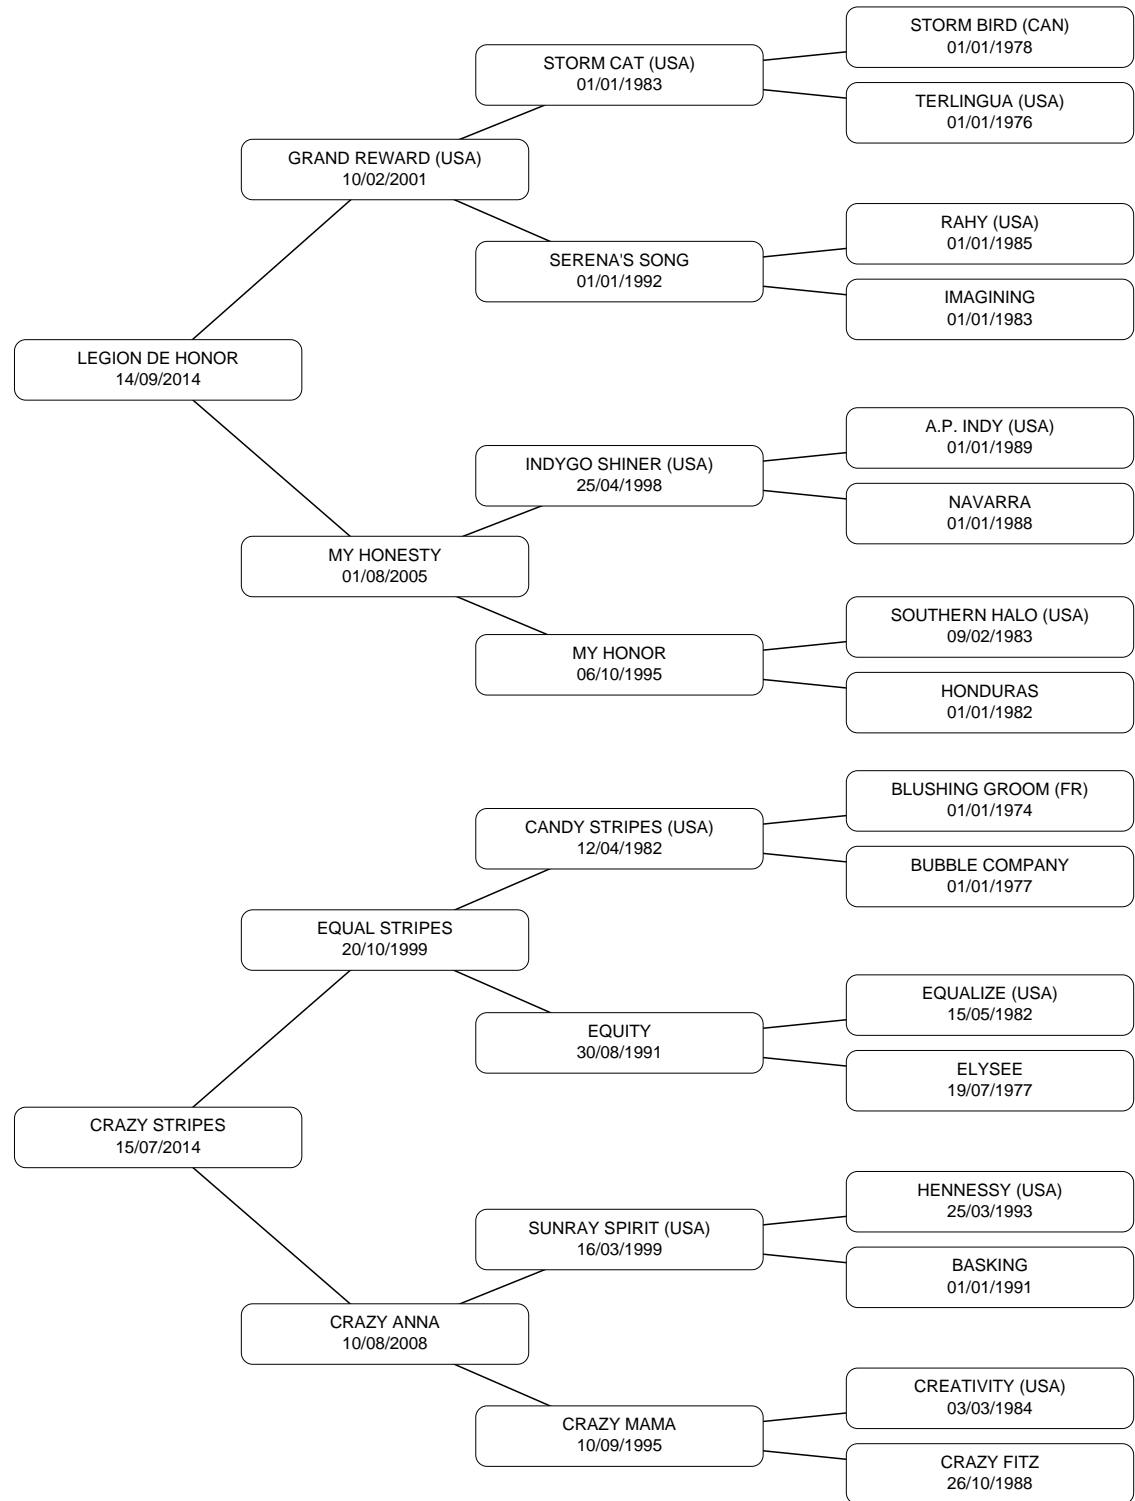 STORM BIRD (CAN)
01/01/1978
STORM CAT (USA)
01/01/1983
TERLINGUA (USA)
01/01/1976
GRAND REWARD (USA)
10/02/2001
RAHY (USA)
01/01/1985
SERENA'S SONG
01/01/1992
IMAGINING
01/01/1983
LEGION DE HONOR
14/09/2014
A.P. INDY (USA)
01/01/1989
INDYGO SHINER (USA)
25/04/1998
NAVARRA
01/01/1988
MY HONESTY
01/08/2005
SOUTHERN HALO (USA)
09/02/1983
MY HONOR
06/10/1995
HONDURAS
01/01/1982
BLUSHING GROOM (FR)
01/01/1974
CANDY STRIPES (USA)
12/04/1982
BUBBLE COMPANY
01/01/1977
EQUAL STRIPES
20/10/1999
EQUALIZE (USA)
15/05/1982
EQUITY
30/08/1991
ELYSEE
19/07/1977
CRAZY STRIPES
15/07/2014
HENNESSY (USA)
25/03/1993
SUNRAY SPIRIT (USA)
16/03/1999
BASKING
01/01/1991
CRAZY ANNA
10/08/2008
CREATIVITY (USA)
03/03/1984
CRAZY MAMA
10/09/1995
CRAZY FITZ
26/10/1988